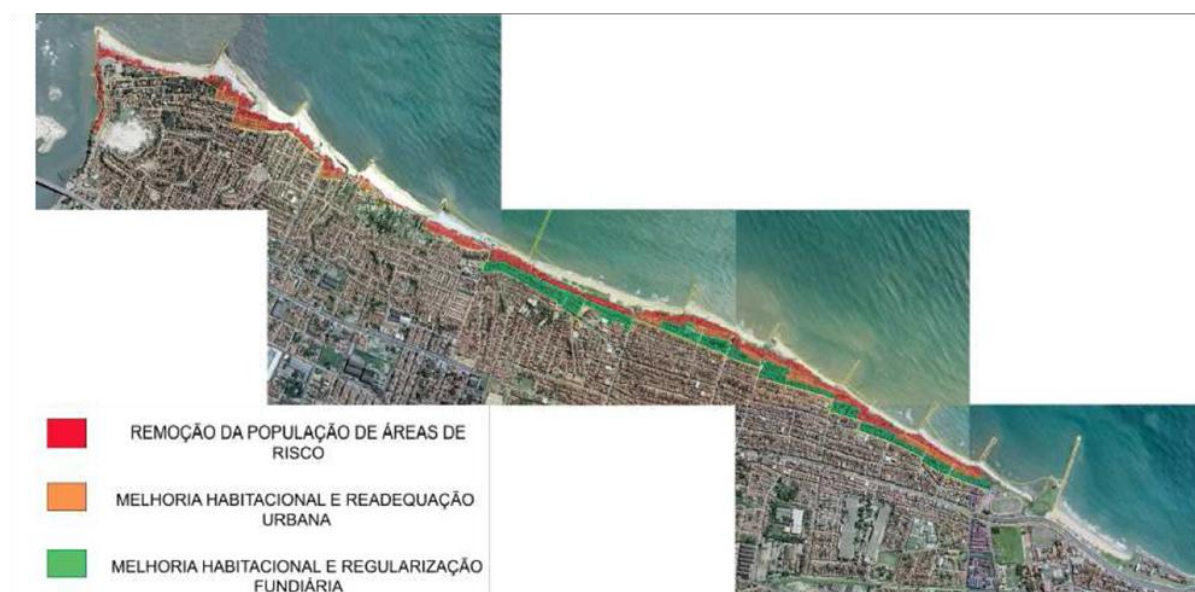 REMOÇÃO DA POPULAÇÃO DE ÁREAS DE
RISCO
MELHORIA HABITACIONAL E READEQUAÇÃO
URBANA
MELHORIA HABITACIONAL E REGULARIZAÇÃO
FUNDIÁRIA